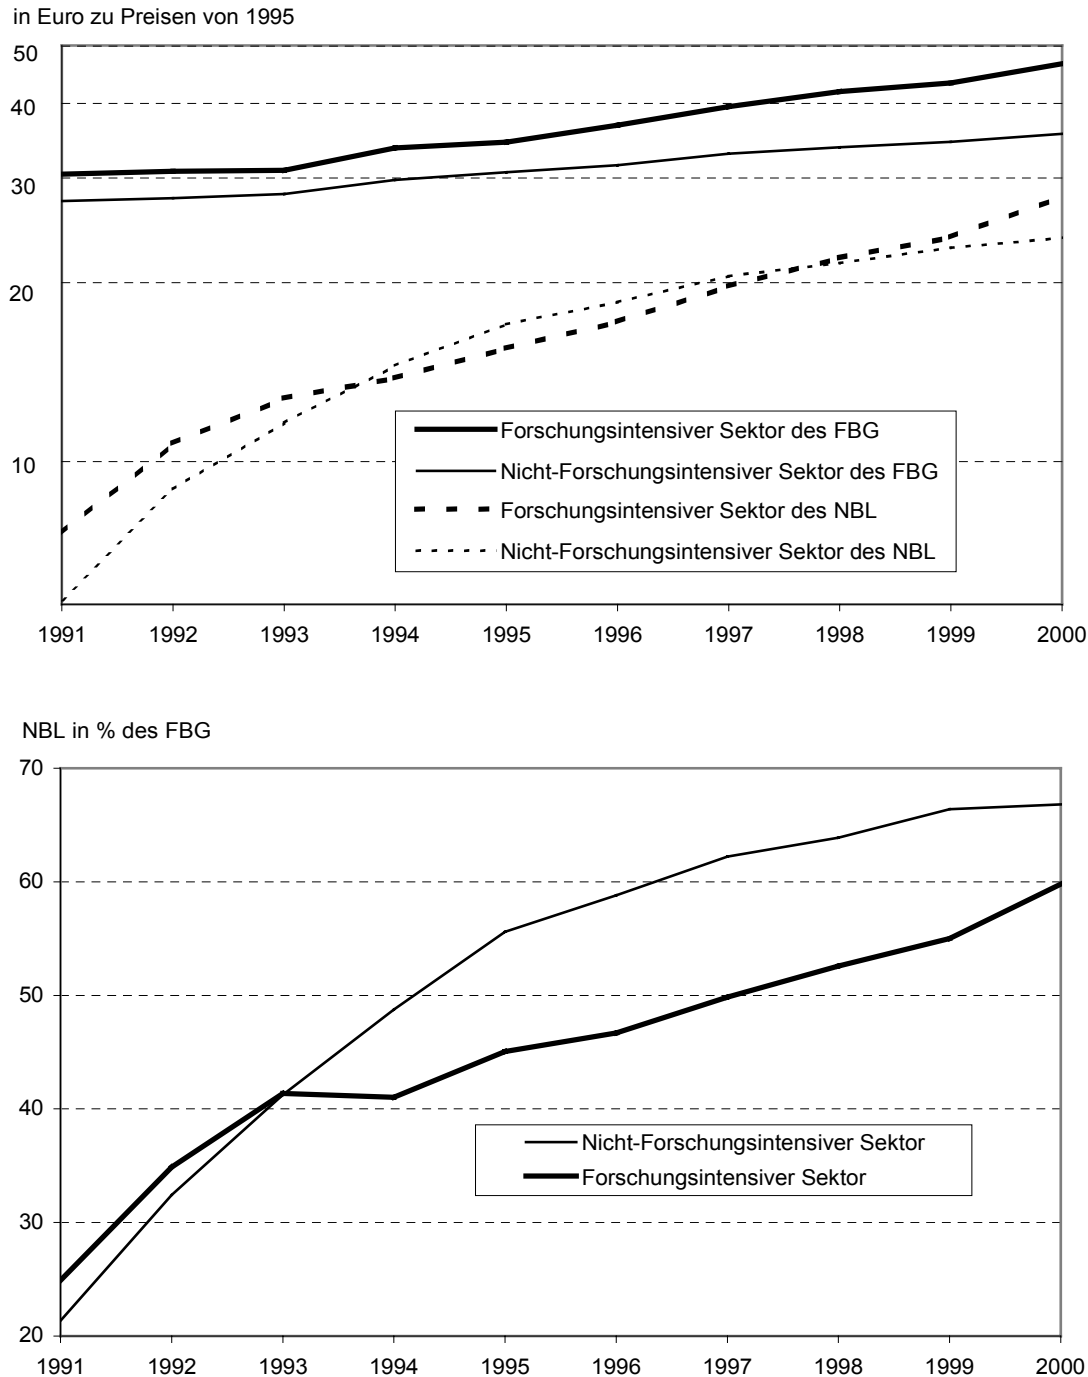 in Euro zu Preisen von 1995
50
40
30
20
10
Forschungsintensiver Sektor des FBG
Nicht-Forschungsintensiver Sektor des FBG
Forschungsintensiver Sektor des NBL
Nicht-Forschungsintensiver Sektor des NBL
1991 1992 1993 1994 1995 1996 1997 1998 1999 2000
NBL in % des FBG
70
60
50
40
30
20
Nicht-Forschungsintensiver Sektor
Forschungsintensiver Sektor
1991 1992 1993 1994 1995 1996 1997 1998 1999 2000